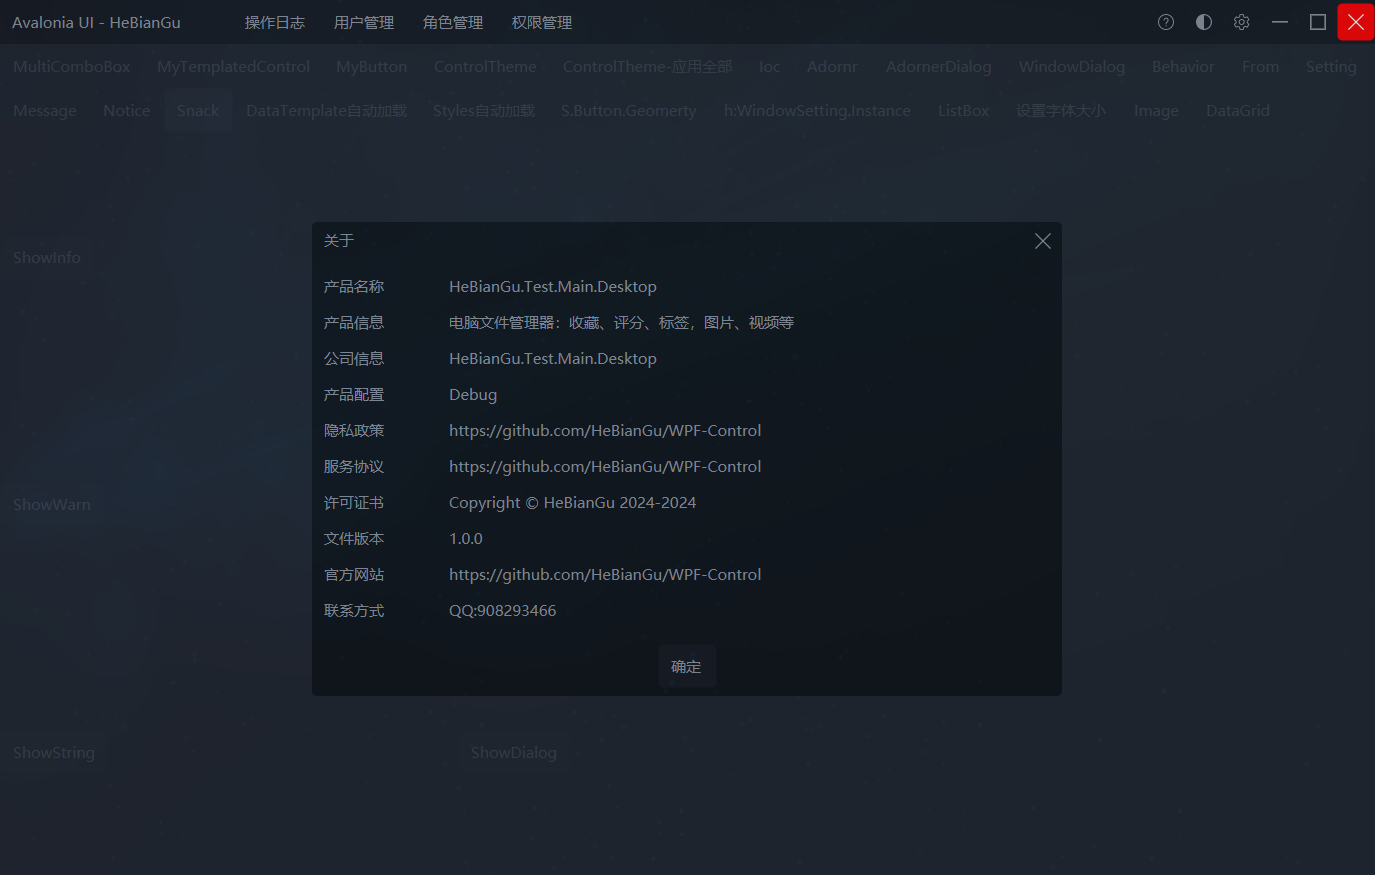 Avalonia UI - HeBianGu 操作日志 用户管理 角色管理 权限管理
MultiComboBox MyTemplatedControl MyButton ControlTheme ControlTheme-应用全部 Ioc Adornr AdornerDialog WindowDialog Behavior From Setting
Message Notice Snack DataTemplate自动加载 Styles自动加载 S.Button.Geomerty h:WindowSetting.Instance ListBox 设置字体大小 Image DataGrid
ShowInfo
关于
产品名称 HeBianGu.Test.Main.Desktop
产品信息 电脑文件管理器：收藏、评分、标签，图片、视频等
公司信息 HeBianGu.Test.Main.Desktop
产品配置 Debug
隐私政策 https://github.com/HeBianGu/WPF-Control
服务协议 https://github.com/HeBianGu/WPF-Control
许可证书 Copyright © HeBianGu 2024-2024
ShowWarn
文件版本 1.0.0
官方网站 https://github.com/HeBianGu/WPF-Control
联系方式 QQ:908293466
确定
ShowString ShowDialog